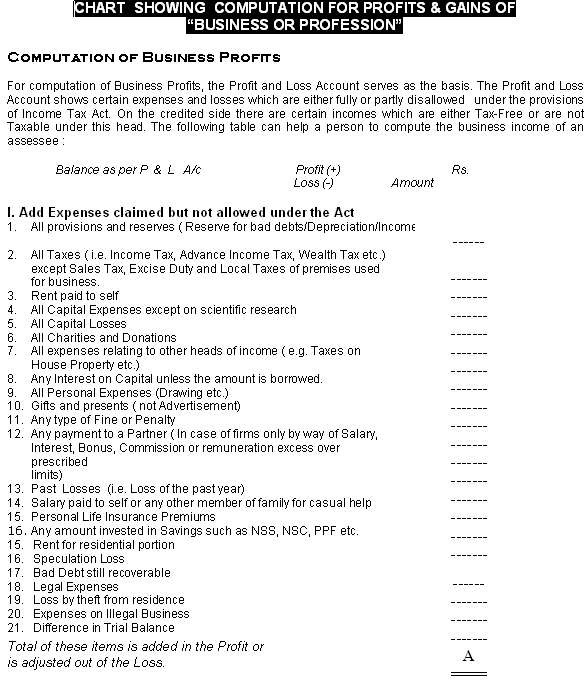 CHART SHOWING COMPUTATION FOR PROFITS & GAINS OF
“BUSINESS OR PROFESSION”
COMPUTATION OF BUSINESS PROFITS
For computation of Business Profits, the Profit and Loss Account serves as the basis. The Profit and Loss
Account shows certain expenses and losses which are either fully or partly disallowed under the provisions
of Income Tax Act. On the credited side there are certain incomes which are either Tax-Free or are not
Taxable under this head. The following table can help a person to compute the business income of an
assessee :
Balance as per P & L A/c Profit (+) Rs.
Loss (-) Amount
I. Add Expenses claimed but not allowed under the Act
1. All provisions and reserves ( Reserve for bad debts/Depreciation/Income
------
2. All Taxes ( i.e. Income Tax, Advance Income Tax, Wealth Tax etc.)
except Sales Tax, Excise Duty and Local Taxes of premises used
for business. -------
3. Rent paid to self -------
4. All Capital Expenses except on scientific research -------
5. All Capital Losses
6. All Charities and Donations -------
7. All expenses relating to other heads of income ( e.g. Taxes on -------
House Property etc.) -------
8. Any Interest on Capital unless the amount is borrowed.
9. All Personal Expenses (Drawing etc.) -------
10. Gifts and presents ( not Advertisement) -------
11. Any type of Fine or Penalty -------
12. Any payment to a Partner ( In case of firms only by way of Salary,
Interest, Bonus, Commission or remuneration excess over -------
prescribed -------
limits) -------
13. Past Losses (i.e. Loss of the past year)
14. Salary paid to self or any other member of family for casual help -------
15. Personal Life Insurance Premiums -------
16. Any amount invested in Savings such as NSS, NSC, PPF etc. -------
15. Rent for residential portion
16. Speculation Loss -------
17. Bad Debt still recoverable
18. Legal Expenses ------
19. Loss by theft from residence -------
20. Expenses on Illegal Business -------
21. Difference in Trial Balance -------
Total of these items is added in the Profit or
is adjusted out of the Loss. A